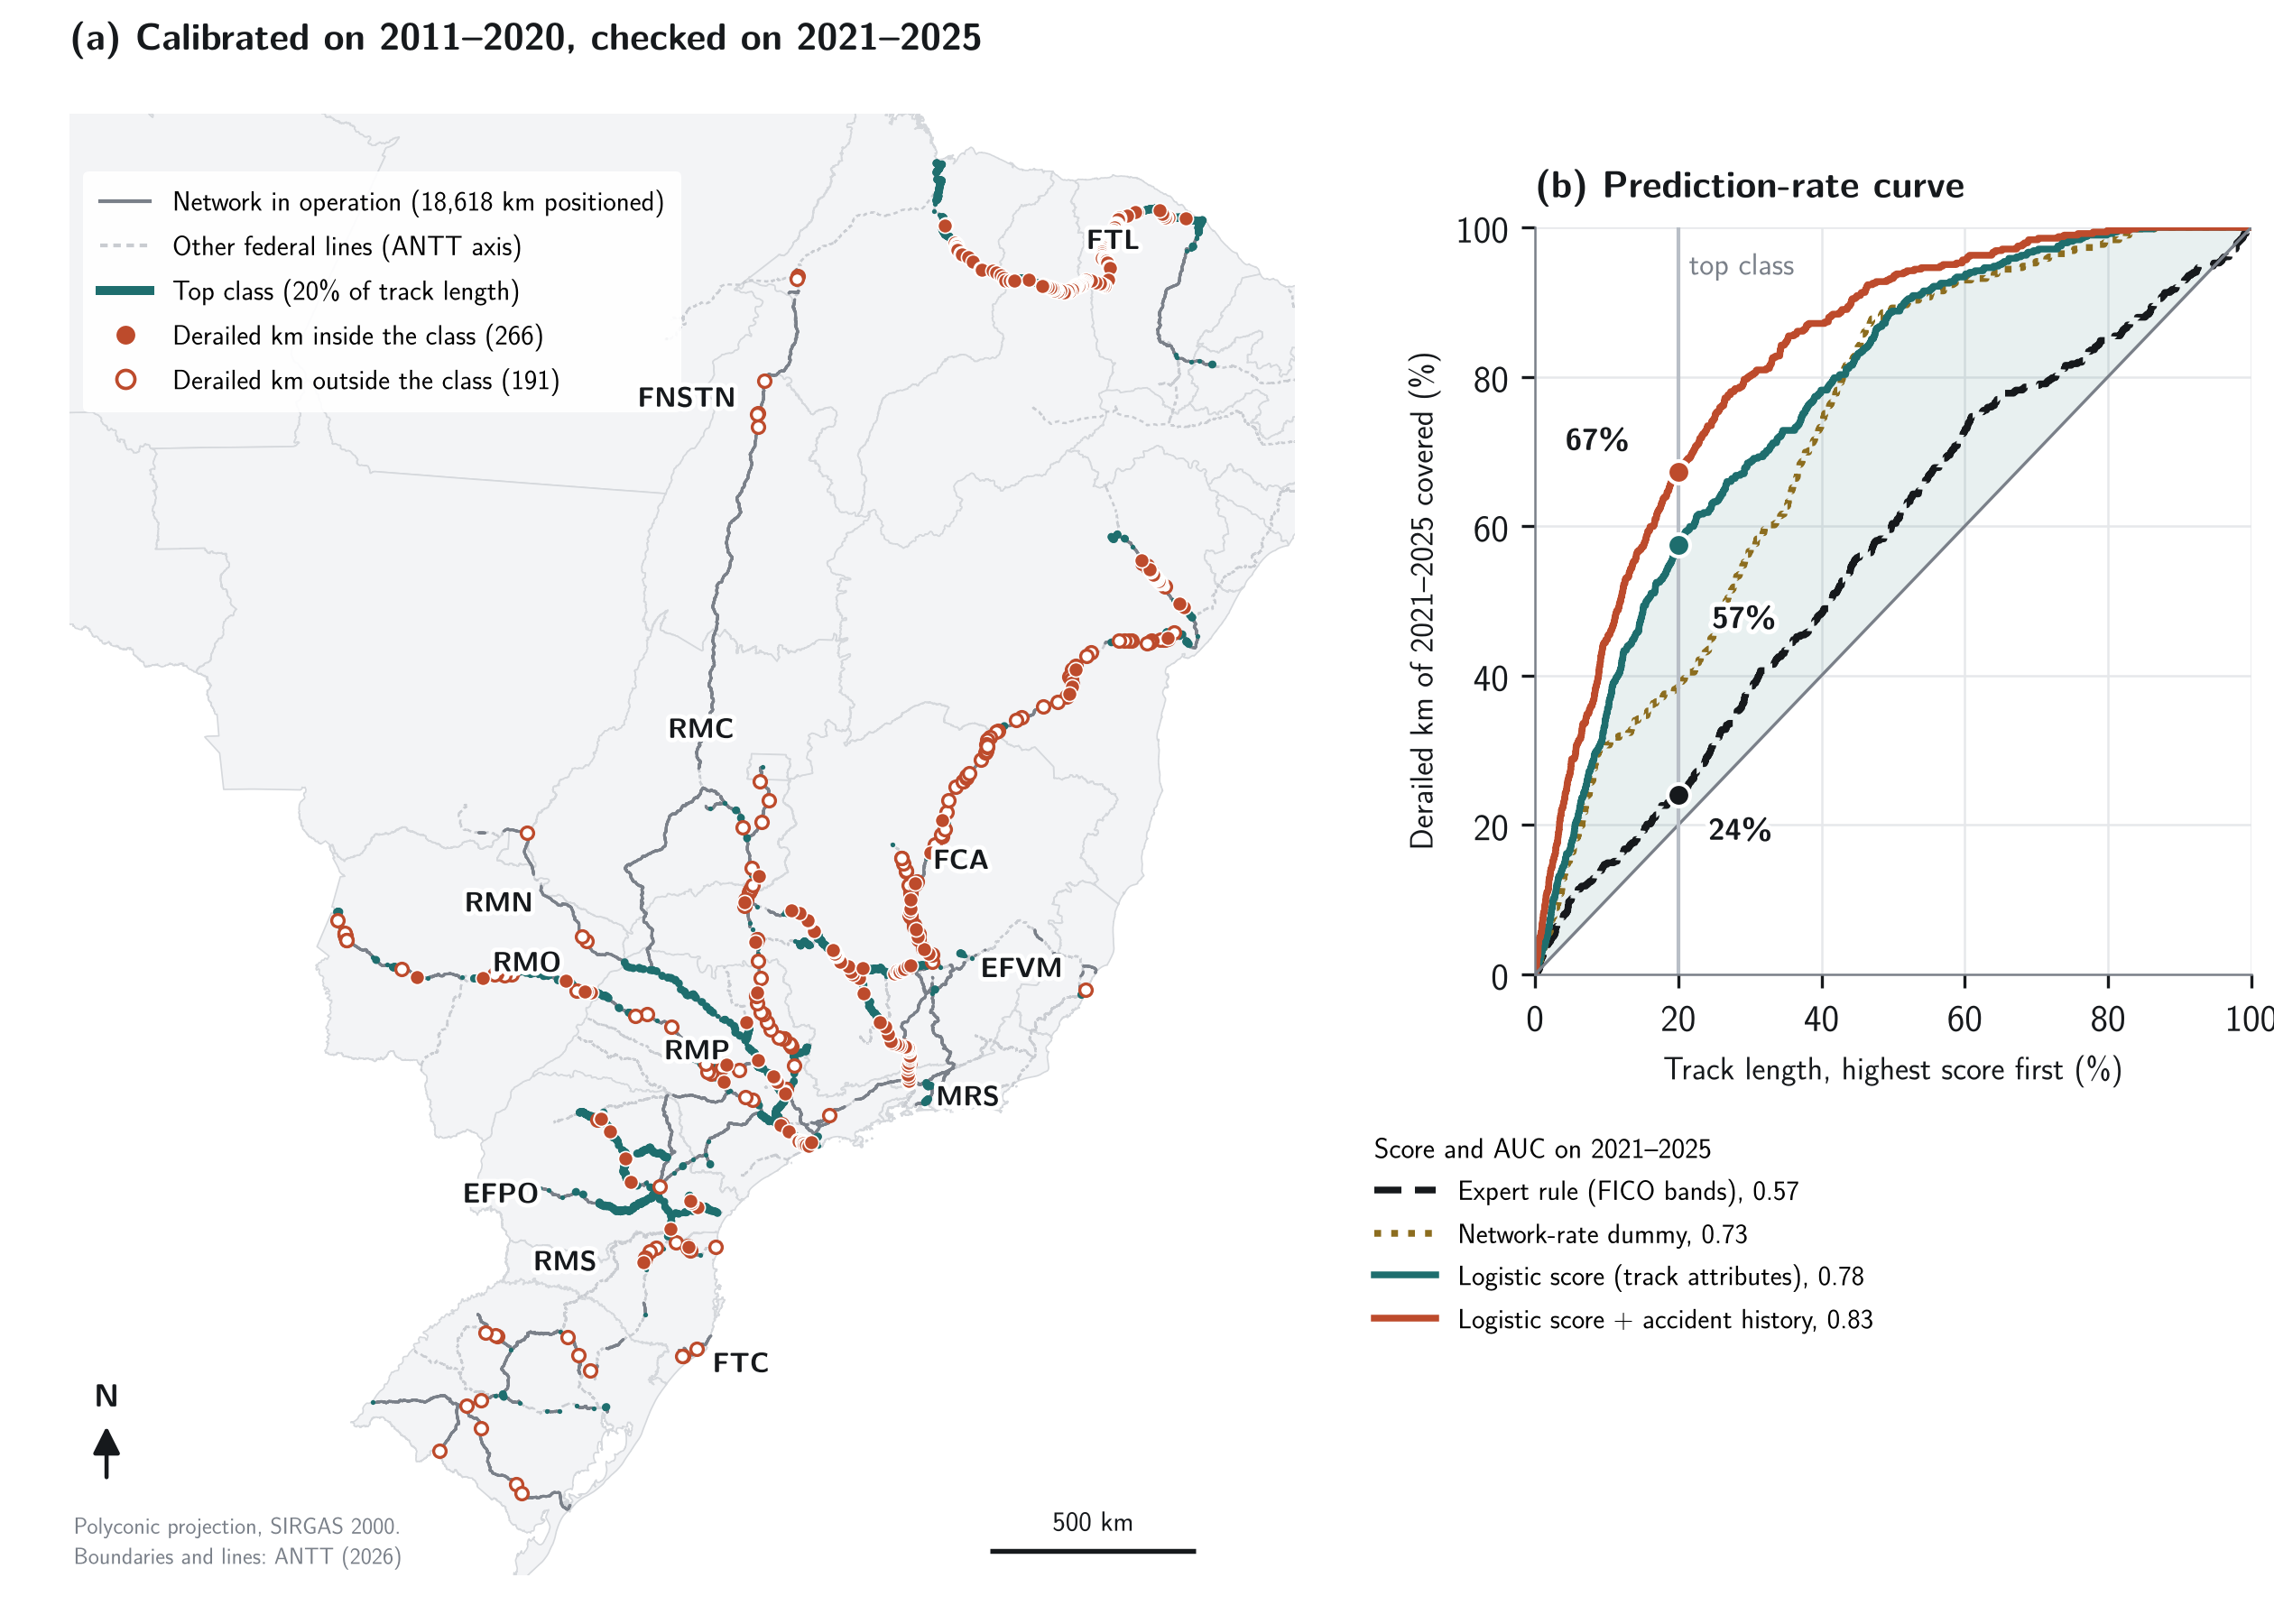 (a) Calibrated on 2011–2020, checked on 2021–2025
Network in operation (18,618 km positioned)
Other federal lines (ANTT axis)
Top class (20% of track length)
Derailed km inside the class (266)
Derailed km outside the class (191)
FTL
FNSTN
RMC
FCA
RMN
RMO
EFVM
RMP
MRS
EFPO
RMS
FTC
N
Polyconic projection, SIRGAS 2000.
Boundaries and lines: ANTT (2026)
500 km
(b) Prediction-rate curve
100
80
60
40
20
0
Derailed km of 2021–2025 covered (%)
top class
67%
57%
24%
0
20
40
60
80
100
Track length, highest score first (%)
Score and AUC on 2021–2025
Expert rule (FICO bands), 0.57
Network-rate dummy, 0.73
Logistic score (track attributes), 0.78
Logistic score + accident history, 0.83